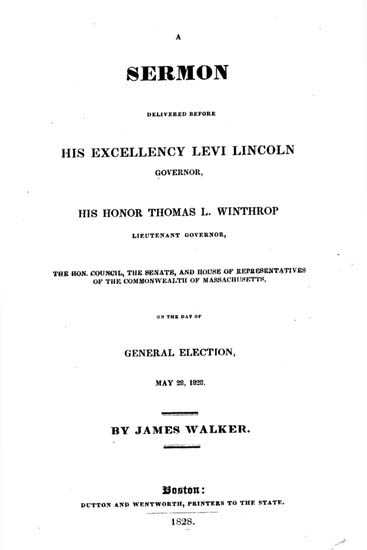 A
SERMON
DELIVERED BEFORE
HIS EXCELLENCY LEVI LINCOLN
GOVERNOR,
HIS HONOR THOMAS L. WINTHROP
LIEUTENANT GOVERNOR,
THE HON. COUNCIL, THE SENATE, AND HOUSE OF REPRESENTATIVES
OF THE COMMONWEALTH OF MASSACHUSETTS,
ON THE DAY OF
GENERAL ELECTION,
MAY 28, 1828.
BY JAMES WALKER.
Boston:
DUTTON AND WENTWORTH, PRINTERS TO THE STATE.
1828.